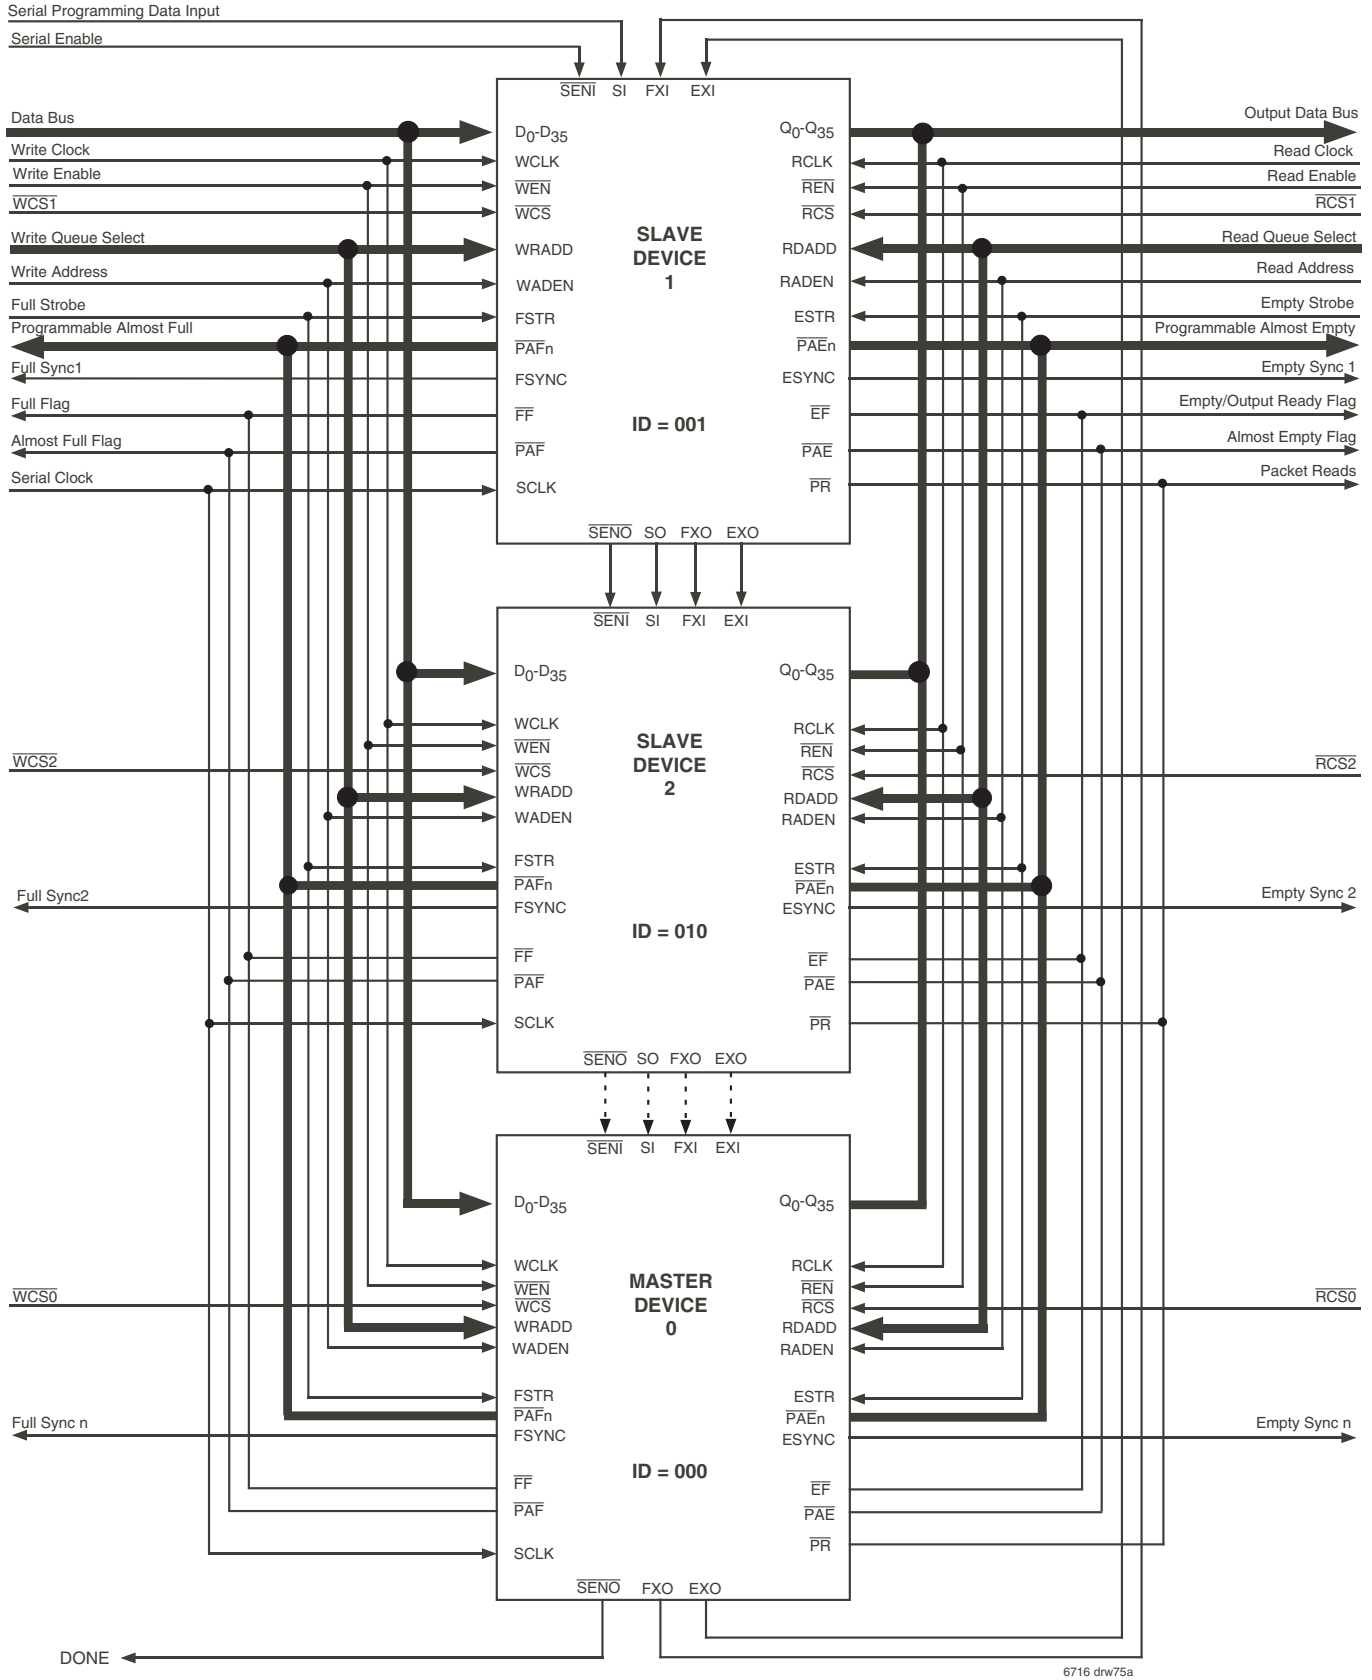 Serial Programming Data Input
Serial Enable
SENI SI FXI EXI
Data Bus
D0-D35
Q0-Q35
Output Data Bus
Write Clock
WCLK
RCLK
Read Clock
Write Enable
WEN
REN
Read Enable
WCS1
WCS
RCS
RCS1
Write Queue Select
WRADD
SLAVE
DEVICE
1
RDADD
Read Queue Select
Write Address
WADEN
RADEN
Read Address
Full Strobe
FSTR
ESTR
Empty Strobe
Programmable Almost Full
PAFn
PAEn
Programmable Almost Empty
Full Sync1
FSYNC
ESYNC
Empty Sync 1
Full Flag
FF
ID = 001
EF
Empty/Output Ready Flag
Almost Full Flag
PAF
PAE
Almost Empty Flag
Serial Clock
SCLK
PR
Packet Reads
SENO SO FXO EXO
SENI SI FXI EXI
D0-D35
Q0-Q35
WCLK
RCLK
WEN
REN
WCS2
WCS
SLAVE
DEVICE
2
RCS
RCS2
WRADD
RDADD
WADEN
RADEN
FSTR
ESTR
PAFn
PAEn
Full Sync2
FSYNC
ESYNC
Empty Sync 2
ID = 010
FF
EF
PAF
PAE
SCLK
PR
SENO SO FXO EXO
SENI SI FXI EXI
D0-D35
Q0-Q35
WCLK
RCLK
WEN
REN
WCS0
WCS
MASTER
DEVICE
0
RCS
RCS0
WRADD
RDADD
WADEN
RADEN
FSTR
ESTR
PAFn
PAEn
Full Sync n
FSYNC
ESYNC
Empty Sync n
ID = 000
FF
EF
PAF
PAE
SCLK
PR
SENO FXO EXO
DONE
6716 drw75a